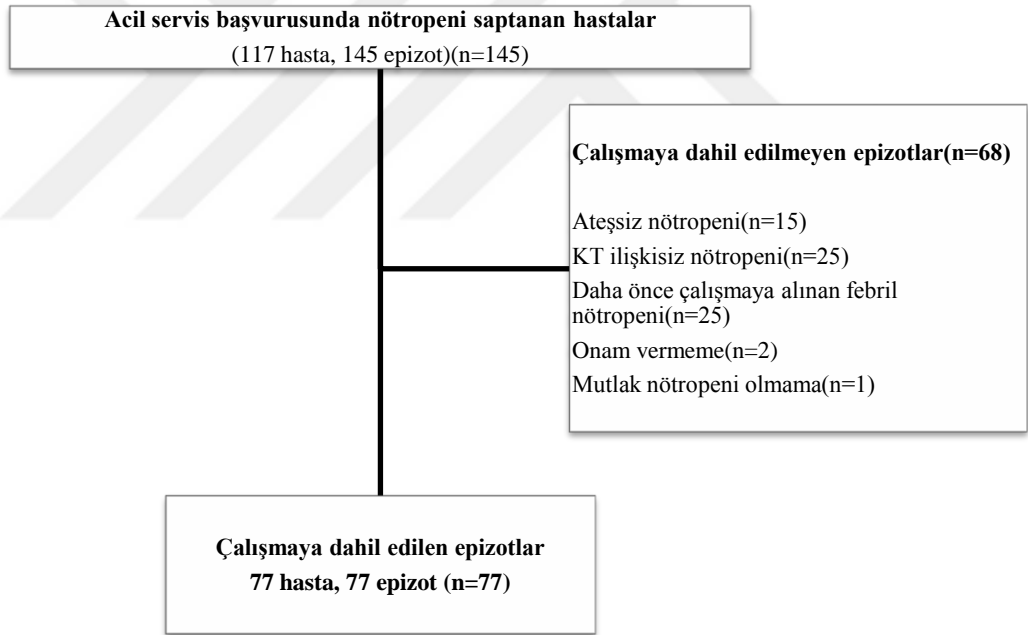 Acil servis başvurusunda nötropeni saptanan hastalar
(117 hasta, 145 epizot)(n=145)
Çalışmaya dahil edilmeyen epizotlar(n=68)
Ateşsiz nötropeni(n=15)
KT ilişkisiz nötropeni(n=25)
Daha önce çalışmaya alınan febril
nötropeni(n=25)
Onam vermeme(n=2)
Mutlak nötropeni olmama(n=1)
Çalışmaya dahil edilen epizotlar
77 hasta, 77 epizot (n=77)